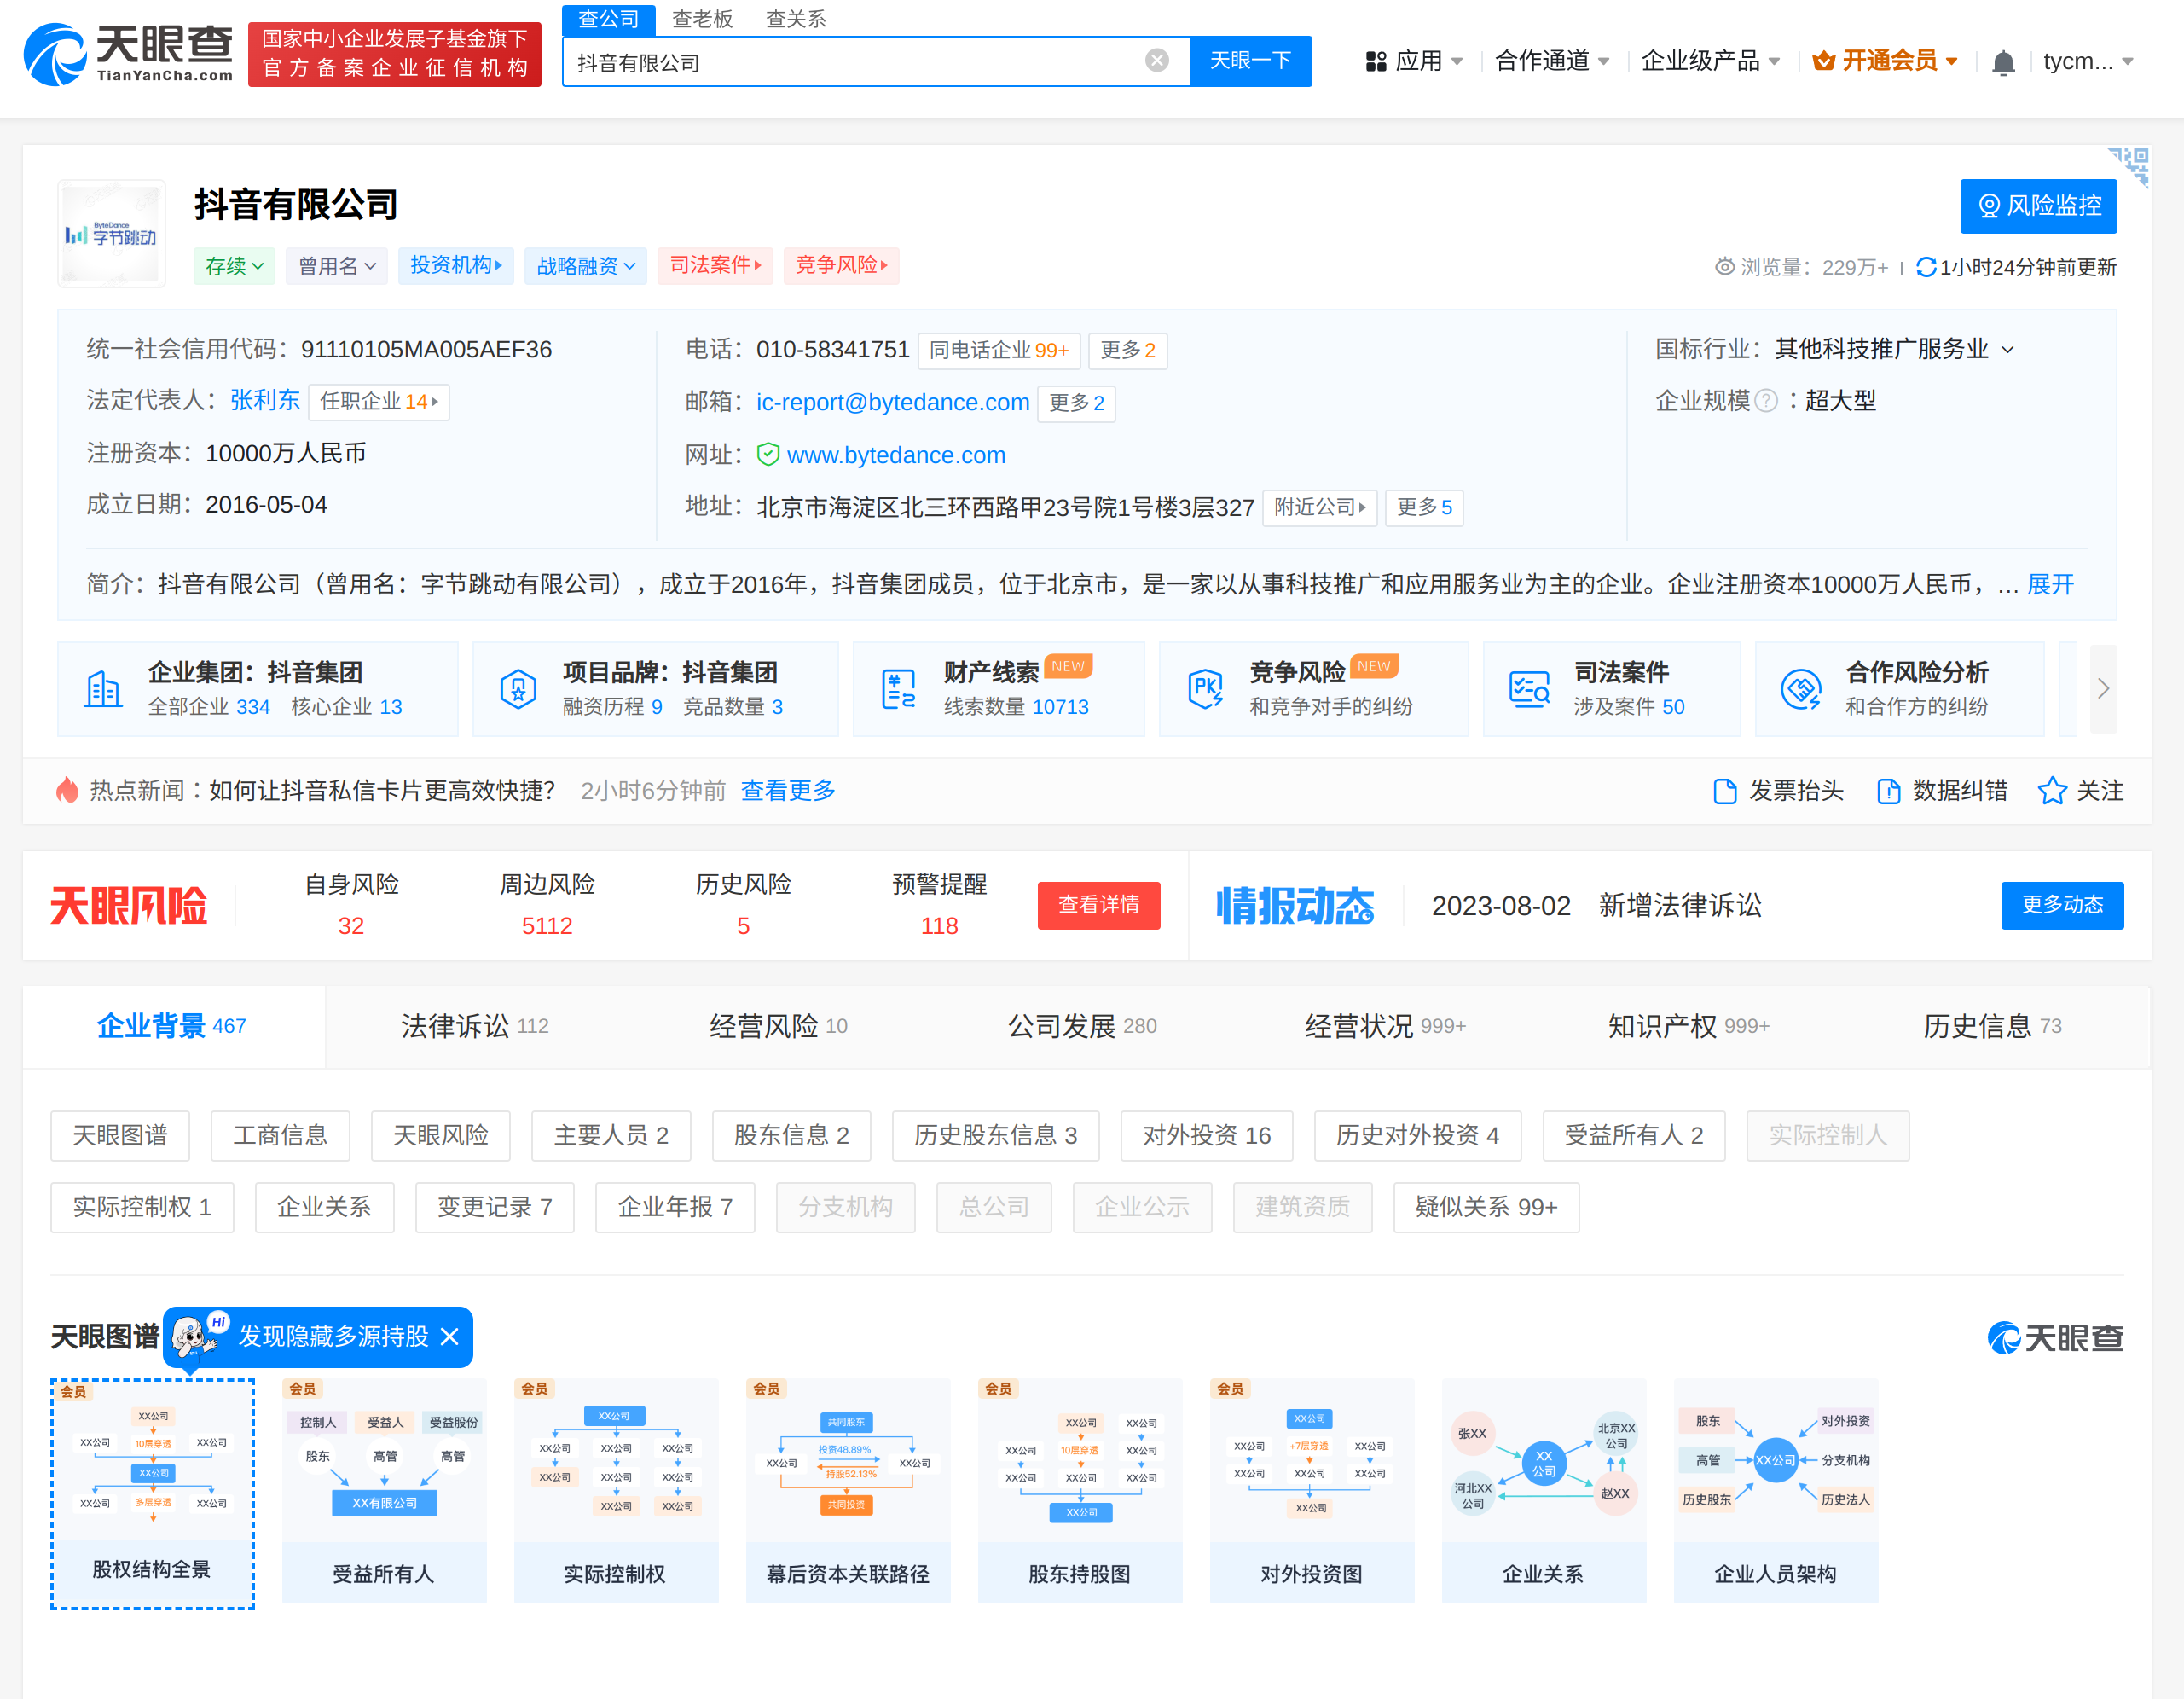 天眼查
TianYanCha.com
国家中小企业发展子基金旗下
官方备案企业征信机构
查公司 查老板 查关系
抖音有限公司
天眼一下
应用 合作通道 企业级产品 开通会员 tycm...
ByteDance
字节跳动
抖音有限公司
风险监控
存续 曾用名 投资机构 战略融资 司法案件 竞争风险
浏览量：229万+ 1小时24分钟前更新
统一社会信用代码：91110105MA005AEF36
法定代表人：张利东 任职企业 14
注册资本：10000万人民币
成立日期：2016-05-04
电话：010-58341751 同电话企业 99+ 更多 2
邮箱：ic-report@bytedance.com 更多 2
网址：www.bytedance.com
地址：北京市海淀区北三环西路甲23号院1号楼3层327 附近公司 更多 5
国标行业：其他科技推广服务业
企业规模?：超大型
简介：抖音有限公司（曾用名：字节跳动有限公司），成立于2016年，抖音集团成员，位于北京市，是一家以从事科技推广和应用服务业为主的企业。企业注册资本10000万人民币，... 展开
企业集团：抖音集团
全部企业 334 核心企业 13
项目品牌：抖音集团
融资历程 9 竞品数量 3
财产线索 NEW
线索数量 10713
PK
竞争风险 NEW
和竞争对手的纠纷
司法案件
涉及案件 50
合作风险分析
和合作方的纠纷
热点新闻：如何让抖音私信卡片更高效快捷？ 2小时6分钟前 查看更多
发票抬头 数据纠错 关注
天眼风险
自身风险 周边风险 历史风险 预警提醒
32 5112 5 118
查看详情
情报动态
2023-08-02 新增法律诉讼
更多动态
企业背景 467 法律诉讼 112 经营风险 10 公司发展 280 经营状况 999+ 知识产权 999+ 历史信息 73
天眼图谱 工商信息 天眼风险 主要人员 2 股东信息 2 历史股东信息 3 对外投资 16 历史对外投资 4 受益所有人 2 实际控制人
实际控制权 1 企业关系 变更记录 7 企业年报 7 分支机构 总公司 企业公示 建筑资质 疑似关系 99+
天眼图谱
Hi
发现隐藏多源持股
天眼查
会员
XX公司
XX公司 10层穿透 XX公司
XX公司
XX公司 多层穿透 XX公司
股权结构全景
会员
控制人 受益人 受益股份
股东 高管 高管
XX有限公司
受益所有人
会员
XX公司
XX公司 XX公司 XX公司
XX公司 XX公司 XX公司
XX公司 XX公司
实际控制权
会员
共同股东
投资48.89%
XX公司 XX公司
持股52.13%
共同投资
幕后资本关联路径
会员
XX公司 XX公司
XX公司 10层穿透 XX公司
XX公司 XX公司 XX公司
XX公司
股东持股图
会员
XX公司
XX公司 +7层穿透 XX公司
XX公司 XX公司 XX公司
XX公司
对外投资图
张XX
北京XX
公司
XX
公司
河北XX
公司
赵XX
企业关系
股东 对外投资
高管 XX公司 分支机构
历史股东 历史法人
企业人员架构